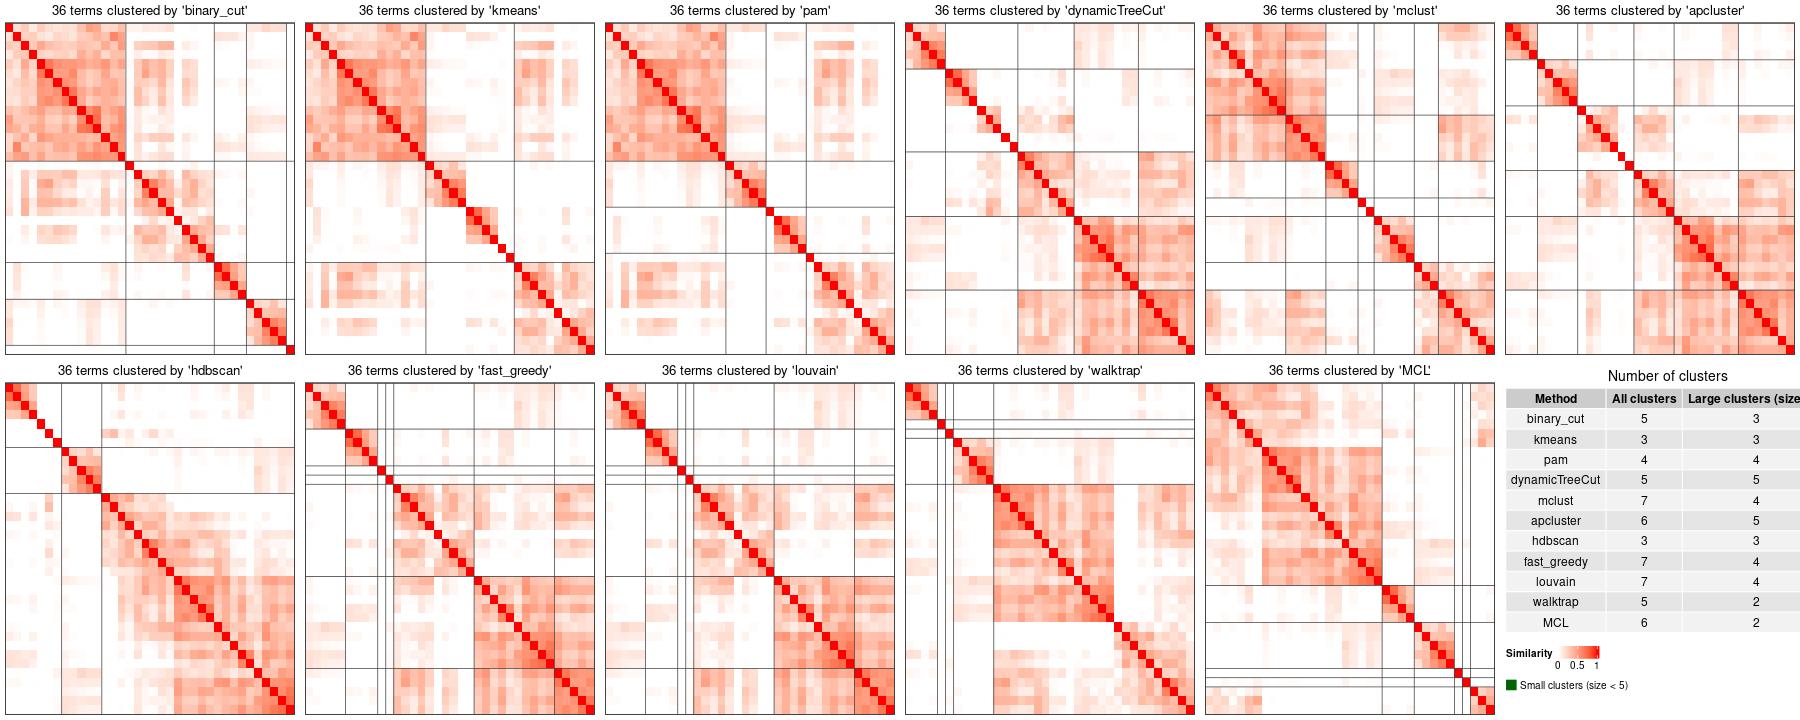 36 terms clustered by 'binary_cut'
36 terms clustered by 'kmeans'
36 terms clustered by 'pam'
36 terms clustered by 'dynamicTreeCut'
36 terms clustered by 'mclust'
36 terms clustered by 'apcluster'
36 terms clustered by 'hdbscan'
36 terms clustered by 'fast_greedy'
36 terms clustered by 'louvain'
36 terms clustered by 'walktrap'
36 terms clustered by 'MCL'
Number of clusters
Method All clusters Large clusters (size
binary_cut 5 3
kmeans 3 3
pam 4 4
dynamicTreeCut 5 5
mclust 7 4
apcluster 6 5
hdbscan 3 3
fast_greedy 7 4
louvain 7 4
walktrap 5 2
MCL 6 2
Similarity
0 0.5 1
Small clusters (size < 5)